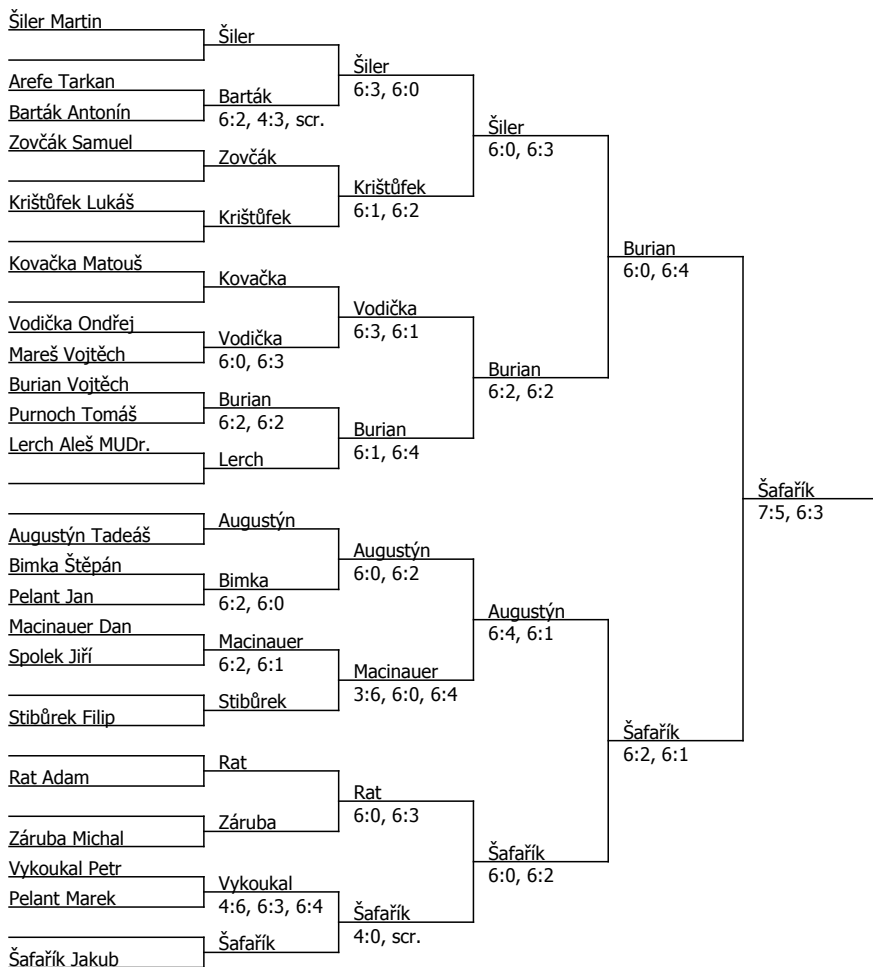 Šiler Martin
Arefe Tarkan
Barták Antonín
Zovčák Samuel
Krištůfek Lukáš
Kovačka Matouš
Vodička Ondřej
Mareš Vojtěch
Burian Vojtěch
Purnoch Tomáš
Lerch Aleš MUDr.
Augustýn Tadeáš
Bimka Štěpán
Pelant Jan
Macinauer Dan
Spolek Jiří
Stibůrek Filip
Rat Adam
Záruba Michal
Vykoukal Petr
Pelant Marek
Šafařík Jakub
Šiler
Barták
6:2, 4:3, scr.
Zovčák
Krištůfek
Kovačka
Vodička
6:0, 6:3
Burian
6:2, 6:2
Lerch
Augustýn
Bimka
6:2, 6:0
Macinauer
6:2, 6:1
Stibůrek
Rat
Záruba
Vykoukal
4:6, 6:3, 6:4
Šafařík
Šiler
6:3, 6:0
Krištůfek
6:1, 6:2
Vodička
6:3, 6:1
Burian
6:1, 6:4
Augustýn
6:0, 6:2
Macinauer
3:6, 6:0, 6:4
Rat
6:0, 6:3
Šafařík
4:0, scr.
Šiler
6:0, 6:3
Burian
6:2, 6:2
Augustýn
6:4, 6:1
Šafařík
6:0, 6:2
Burian
6:0, 6:4
Šafařík
6:2, 6:1
Šafařík
7:5, 6:3